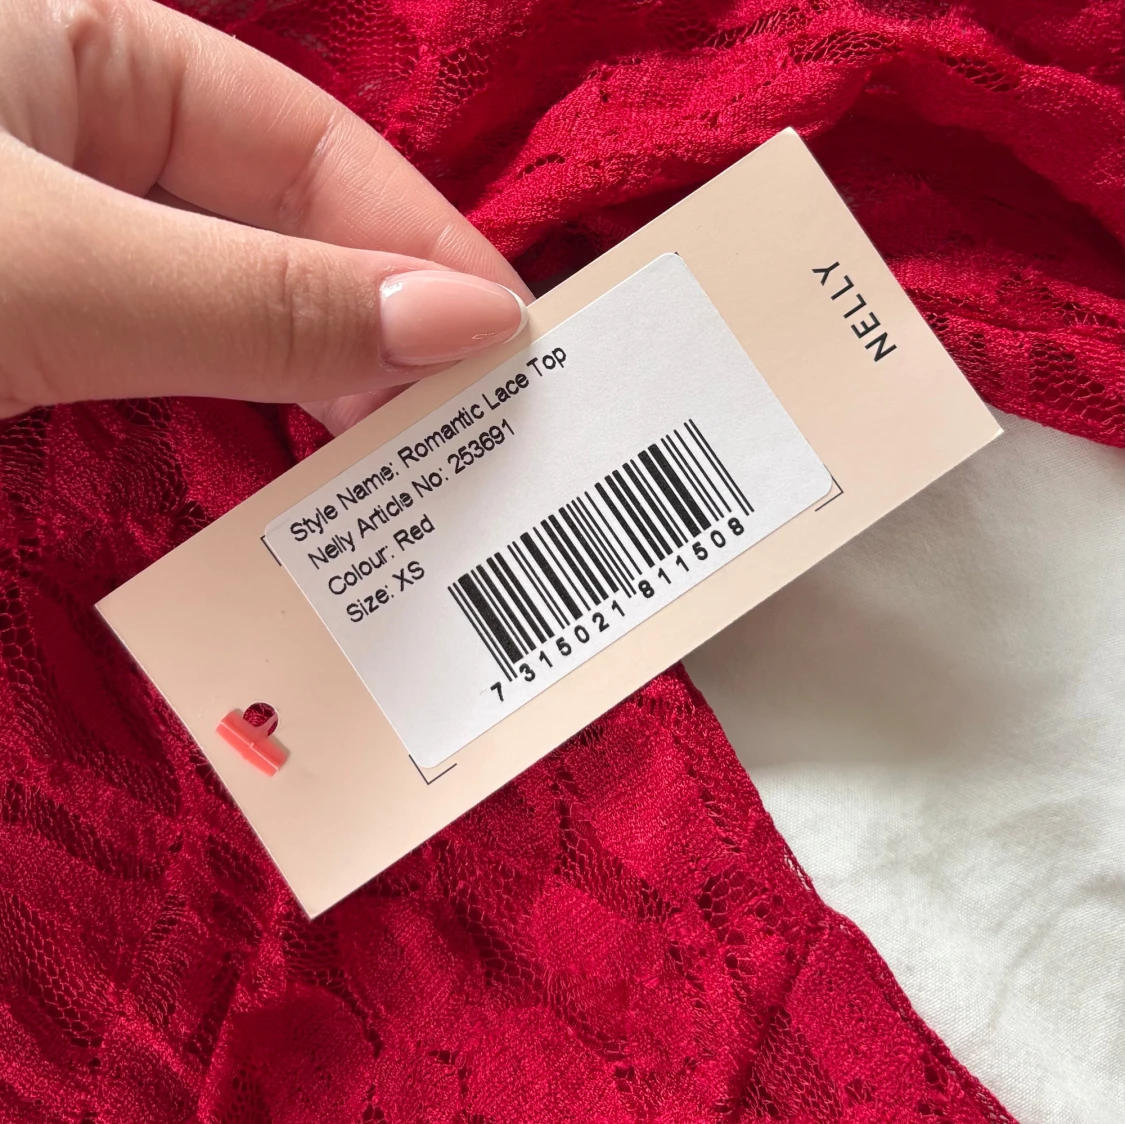 NELLY
Style Name: Romantic Lace Top
Nelly Article No: 253691
Colour: Red
Size: XS
7 315021 811508